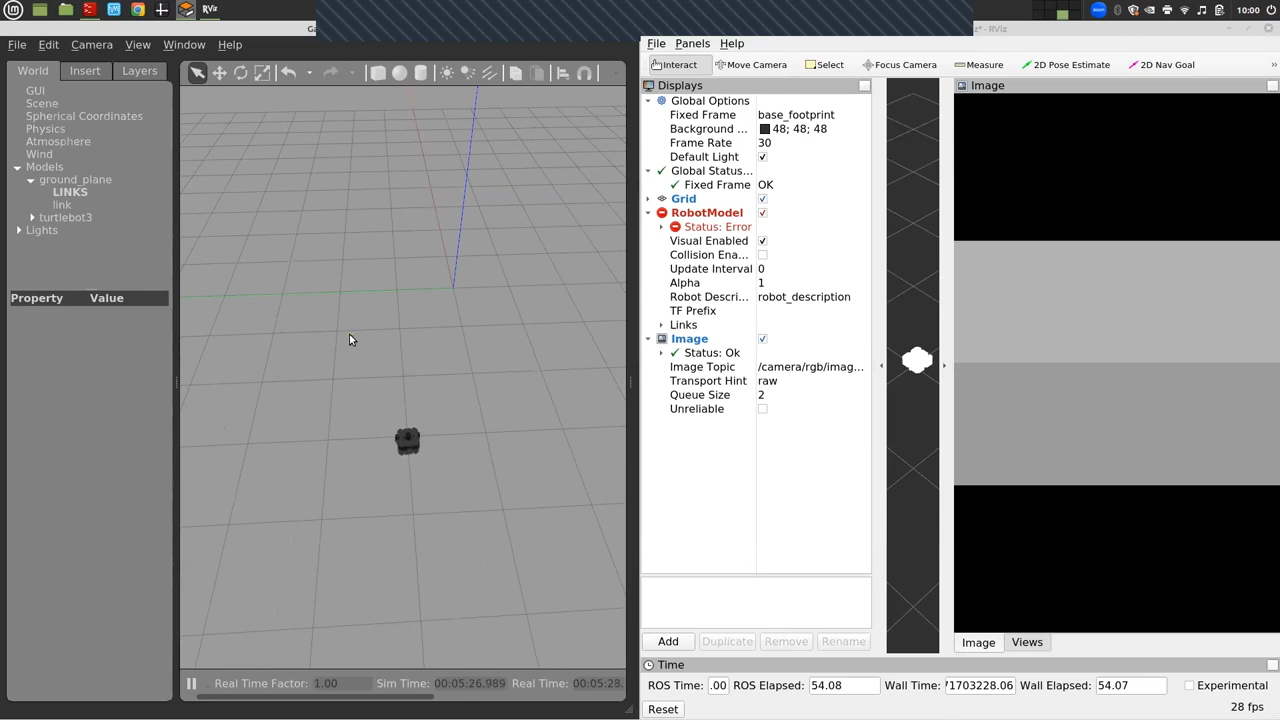 RViz
zoom
10:00
Ga
z* - RViz
File Edit Camera View Window Help
World Insert Layers
GUI
Scene
Spherical Coordinates
Physics
Atmosphere
Wind
Models
ground_plane
LINKS
link
turtlebot3
Lights
Property Value
Real Time Factor: 1.00 Sim Time: 00:05:26.989 Real Time: 00:05:28.
File Panels Help
Interact Move Camera Select Focus Camera Measure 2D Pose Estimate 2D Nav Goal »
Displays
Global Options
Fixed Frame base_footprint
Background ... 48; 48; 48
Frame Rate 30
Default Light
Global Status...
Fixed Frame OK
Grid
RobotModel
Status: Error
Visual Enabled
Collision Ena...
Update Interval 0
Alpha 1
Robot Descri... robot_description
TF Prefix
Links
Image
Status: Ok
Image Topic /camera/rgb/imag...
Transport Hint raw
Queue Size 2
Unreliable
Add Duplicate Remove Rename
Image
Image Views
Time
ROS Time: .00 ROS Elapsed: 54.08 Wall Time: 71703228.06 Wall Elapsed: 54.07 Experimental
Reset
28 fps